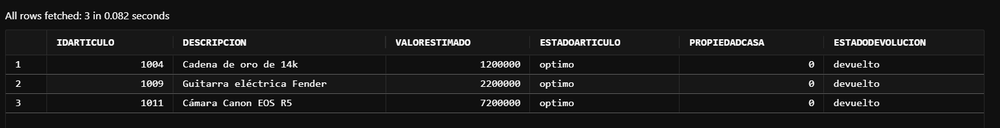 All rows fetched: 3 in 0.082 seconds
IDARTICULO DESCRIPCION VALORESTIMADO ESTADOARTICULO PROPIEDADCASA ESTADODEVOLUCION
1 1004 Cadena de oro de 14k 1200000 optimo 0 devuelto
2 1009 Guitarra eléctrica Fender 2200000 optimo 0 devuelto
3 1011 Cámara Canon EOS R5 7200000 optimo 0 devuelto